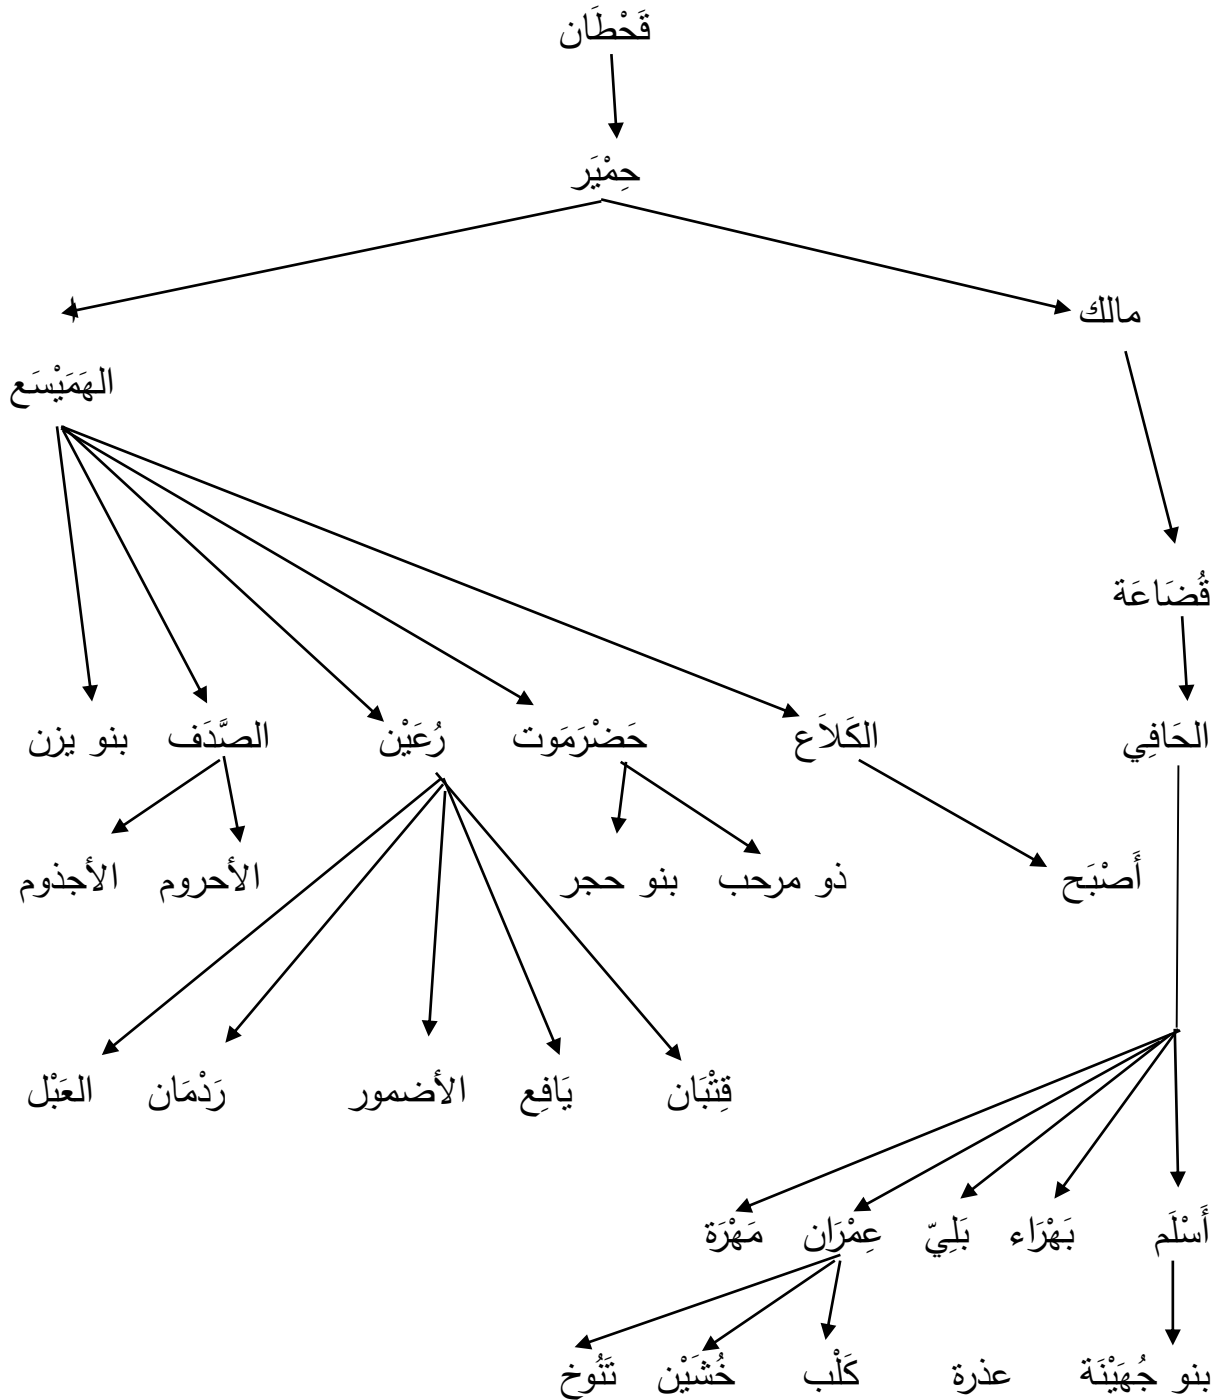 قَحْطَان
حِمْيَر
مالك
الهَمَيْسَع
قُضَاعَة
الحَافِي الكَلاَع حَضْرَمَوت رُعَيْن الصَّدَف بنو يزن
أَصْبَح ذو مرحب بنو حجر الأحروم الأجذوم
قِتْبَان يَافِع الأضمور رَدْمَان العَبْل
أَسْلَم بَهْرَاء بَلِيّ عِمْرَان مَهْرَة
بنو جُهَيْنَة عذرة كَلْب خُشَيْن تَنُوخ